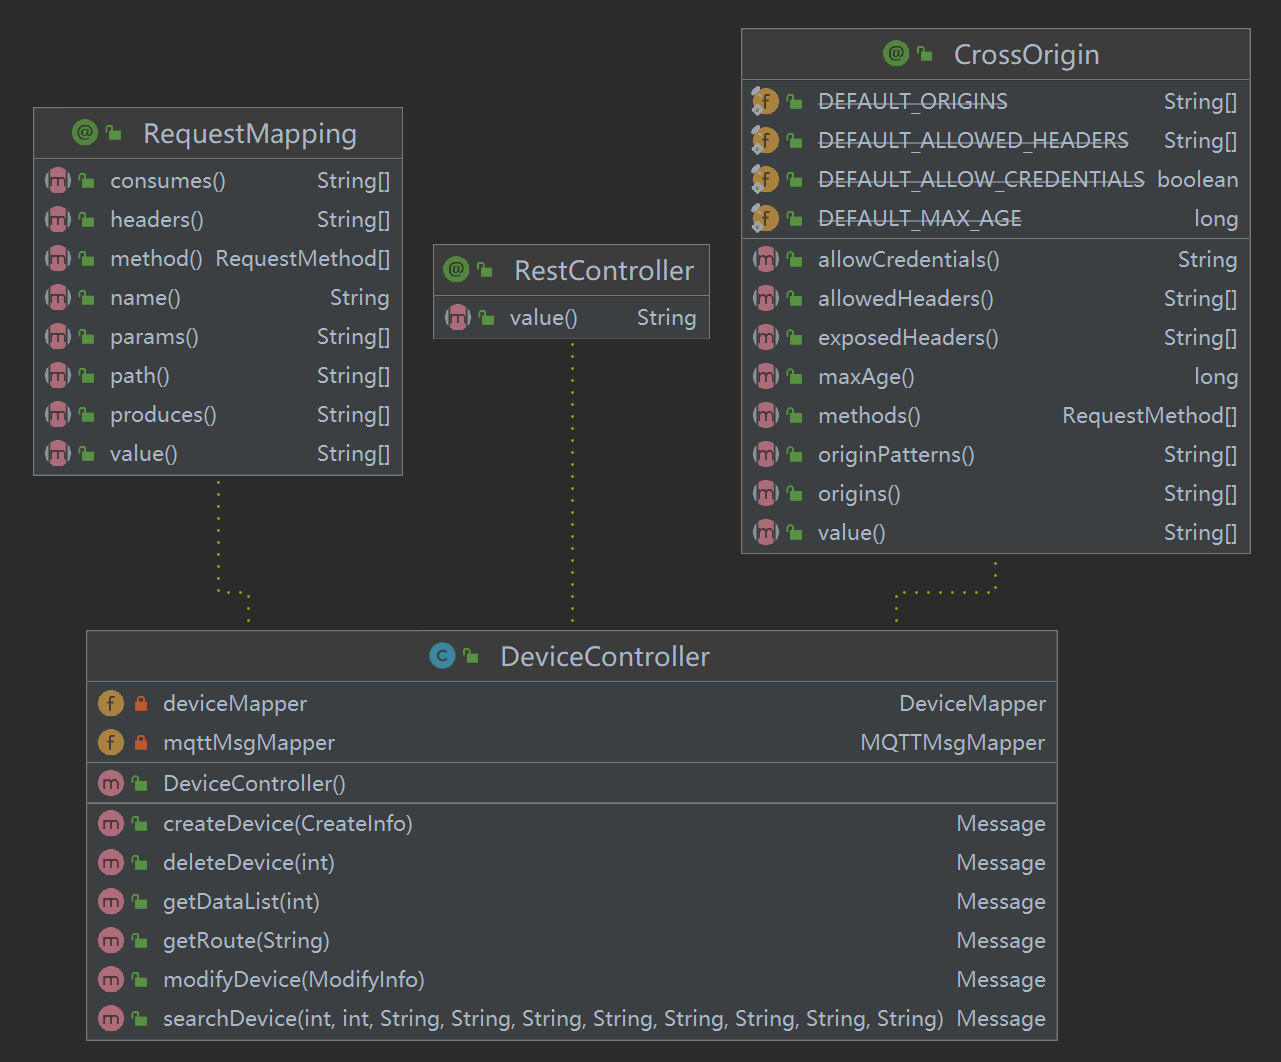 RequestMapping
consumes() String[]
headers() String[]
method() RequestMethod[]
name() String
params() String[]
path() String[]
produces() String[]
value() String[]
RestController
value() String
CrossOrigin
DEFAULT_ORIGINS String[]
DEFAULT_ALLOWED_HEADERS String[]
DEFAULT_ALLOW_CREDENTIALS boolean
DEFAULT_MAX_AGE long
allowCredentials() String
allowedHeaders() String[]
exposedHeaders() String[]
maxAge() long
methods() RequestMethod[]
originPatterns() String[]
origins() String[]
value() String[]
DeviceController
deviceMapper DeviceMapper
mqttMsgMapper MQTTMsgMapper
DeviceController()
createDevice(CreateInfo) Message
deleteDevice(int) Message
getDataList(int) Message
getRoute(String) Message
modifyDevice(ModifyInfo) Message
searchDevice(int, int, String, String, String, String, String, String, String, String) Message